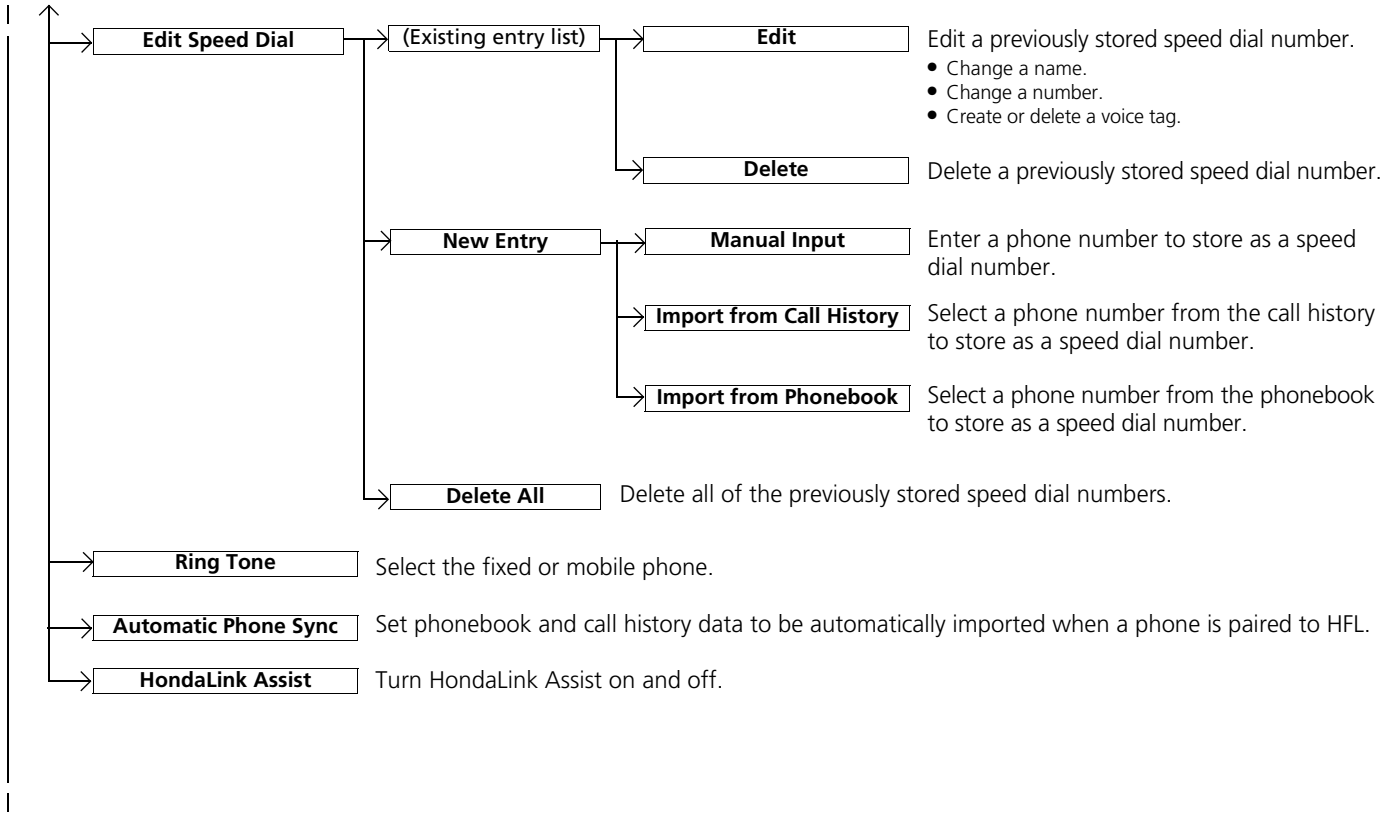 Edit Speed Dial
(Existing entry list)
Edit
Edit a previously stored speed dial number.
● Change a name.
● Change a number.
● Create or delete a voice tag.
Delete
Delete a previously stored speed dial number.
New Entry
Manual Input
Enter a phone number to store as a speed
dial number.
Import from Call History
Select a phone number from the call history
to store as a speed dial number.
Import from Phonebook
Select a phone number from the phonebook
to store as a speed dial number.
Delete All
Delete all of the previously stored speed dial numbers.
Ring Tone
Select the fixed or mobile phone.
Automatic Phone Sync
Set phonebook and call history data to be automatically imported when a phone is paired to HFL.
HondaLink Assist
Turn HondaLink Assist on and off.